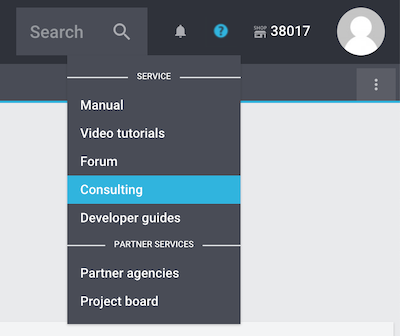 Search
?
SHOP 38017
SERVICE
Manual
Video tutorials
Forum
Consulting
Developer guides
PARTNER SERVICES
Partner agencies
Project board